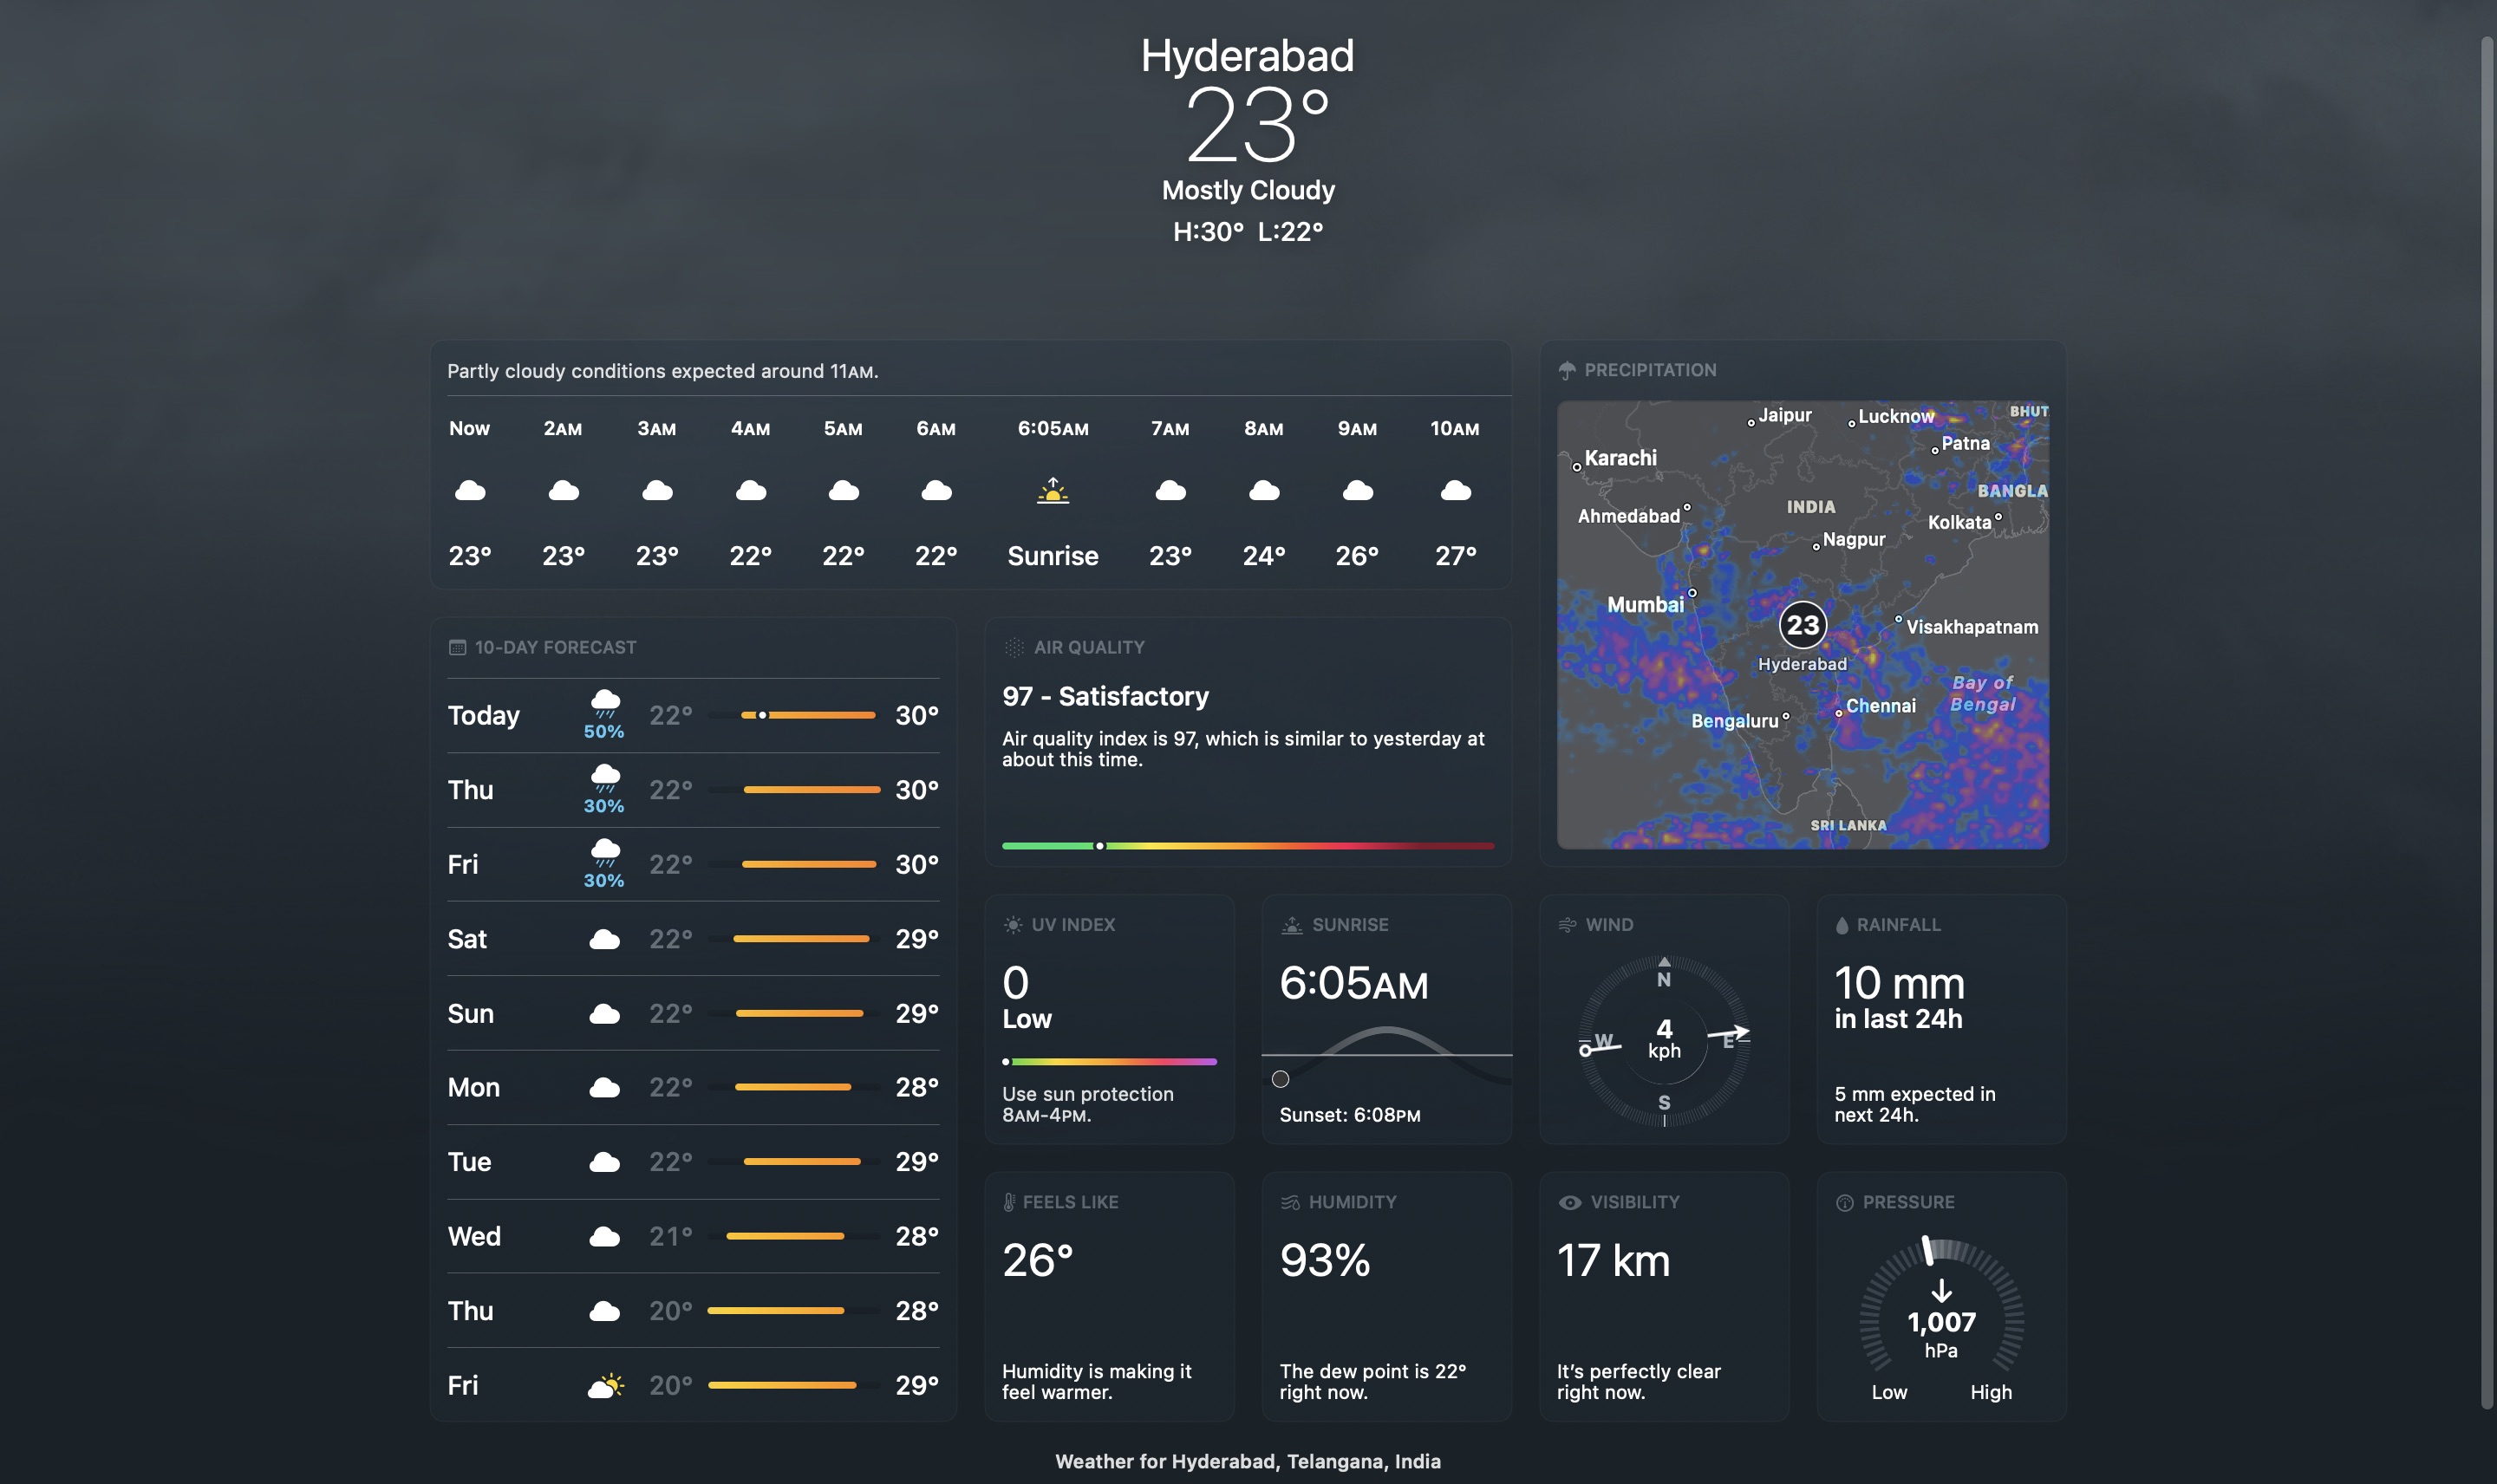 Hyderabad
23°
Mostly Cloudy
H:30° L:22°
Partly cloudy conditions expected around 11AM.
Now 2AM 3AM 4AM 5AM 6AM 6:05AM 7AM 8AM 9AM 10AM
23° 23° 23° 22° 22° 22° Sunrise 23° 24° 26° 27°
PRECIPITATION
Jaipur
Lucknow
BHUT
Patna
Karachi
BANGLA
INDIA
Ahmedabad
Kolkata
Nagpur
Mumbai
23
Visakhapatnam
Hyderabad
Bay of
Bengal
Chennai
Bengaluru
SRI LANKA
10-DAY FORECAST
Today 50% 22° 30°
Thu 30% 22° 30°
Fri 30% 22° 30°
Sat 22° 29°
Sun 22° 29°
Mon 22° 28°
Tue 22° 29°
Wed 21° 28°
Thu 20° 28°
Fri 20° 29°
AIR QUALITY
97 - Satisfactory
Air quality index is 97, which is similar to yesterday at
about this time.
UV INDEX
0
Low
Use sun protection
8AM-4PM.
SUNRISE
6:05AM
Sunset: 6:08PM
WIND
N
W
4
kph
E
S
RAINFALL
10 mm
in last 24h
5 mm expected in
next 24h.
FEELS LIKE
26°
Humidity is making it
feel warmer.
HUMIDITY
93%
The dew point is 22°
right now.
VISIBILITY
17 km
It's perfectly clear
right now.
PRESSURE
1,007
hPa
Low High
Weather for Hyderabad, Telangana, India